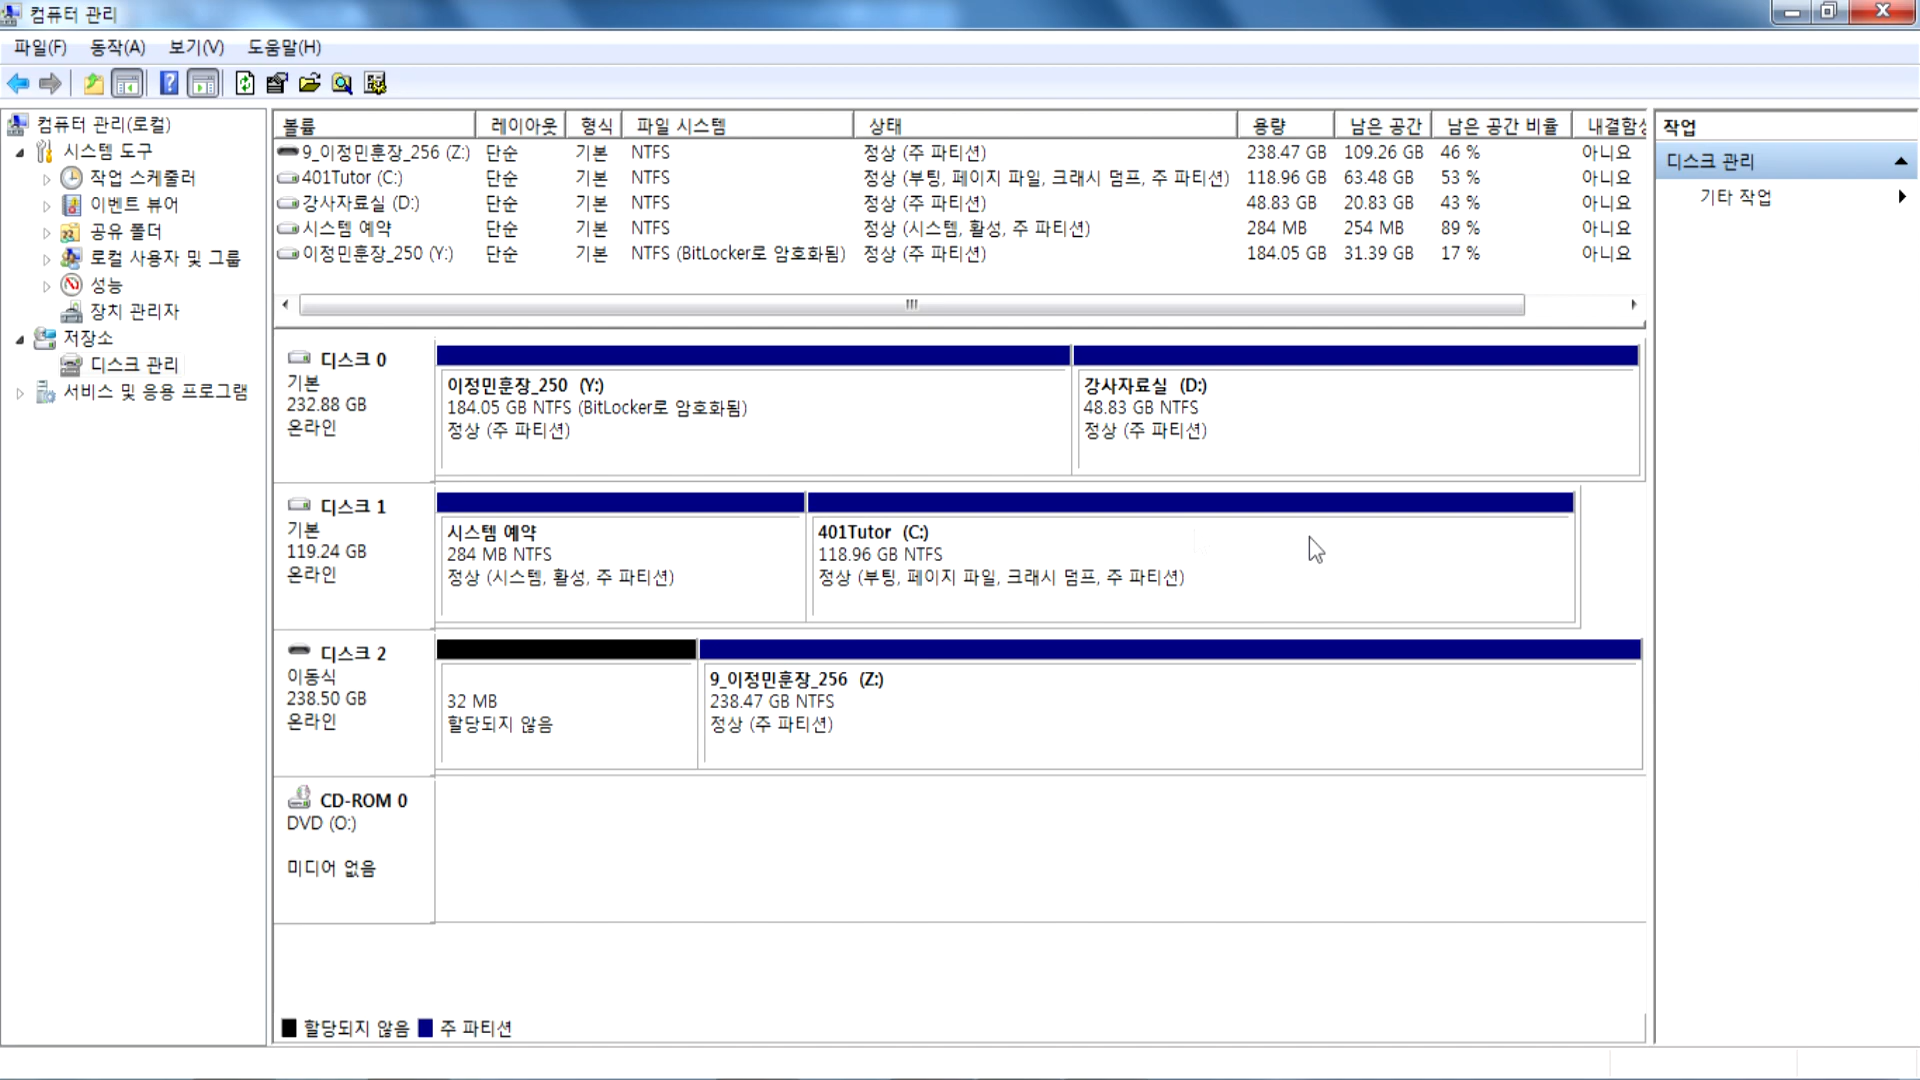 컴퓨터 관리
파일(F) 동작(A) 보기(V) 도움말(H)
컴퓨터 관리(로컬)
시스템 도구
작업 스케줄러
이벤트 뷰어
공유 폴더
로컬 사용자 및 그룹
성능
장치 관리자
저장소
디스크 관리
서비스 및 응용 프로그램
볼륨 레이아웃 형식 파일 시스템 상태 용량 남은 공간 남은 공간 비율 내결함성
9_이정민훈장_256 (Z:) 단순 기본 NTFS 정상 (주 파티션) 238.47 GB 109.26 GB 46 % 아니요
401Tutor (C:) 단순 기본 NTFS 정상 (부팅, 페이지 파일, 크래시 덤프, 주 파티션) 118.96 GB 63.48 GB 53 % 아니요
강사자료실 (D:) 단순 기본 NTFS 정상 (주 파티션) 48.83 GB 20.83 GB 43 % 아니요
시스템 예약 단순 기본 NTFS 정상 (시스템, 활성, 주 파티션) 284 MB 254 MB 89 % 아니요
이정민훈장_250 (Y:) 단순 기본 NTFS (BitLocker로 암호화됨) 정상 (주 파티션) 184.05 GB 31.39 GB 17 % 아니요
디스크 0
기본
232.88 GB
온라인
이정민훈장_250 (Y:)
184.05 GB NTFS (BitLocker로 암호화됨)
정상 (주 파티션)
강사자료실 (D:)
48.83 GB NTFS
정상 (주 파티션)
디스크 1
기본
119.24 GB
온라인
시스템 예약
284 MB NTFS
정상 (시스템, 활성, 주 파티션)
401Tutor (C:)
118.96 GB NTFS
정상 (부팅, 페이지 파일, 크래시 덤프, 주 파티션)
디스크 2
이동식
238.50 GB
온라인
32 MB
할당되지 않음
9_이정민훈장_256 (Z:)
238.47 GB NTFS
정상 (주 파티션)
CD-ROM 0
DVD (O:)
미디어 없음
할당되지 않음 주 파티션
작업
디스크 관리
기타 작업